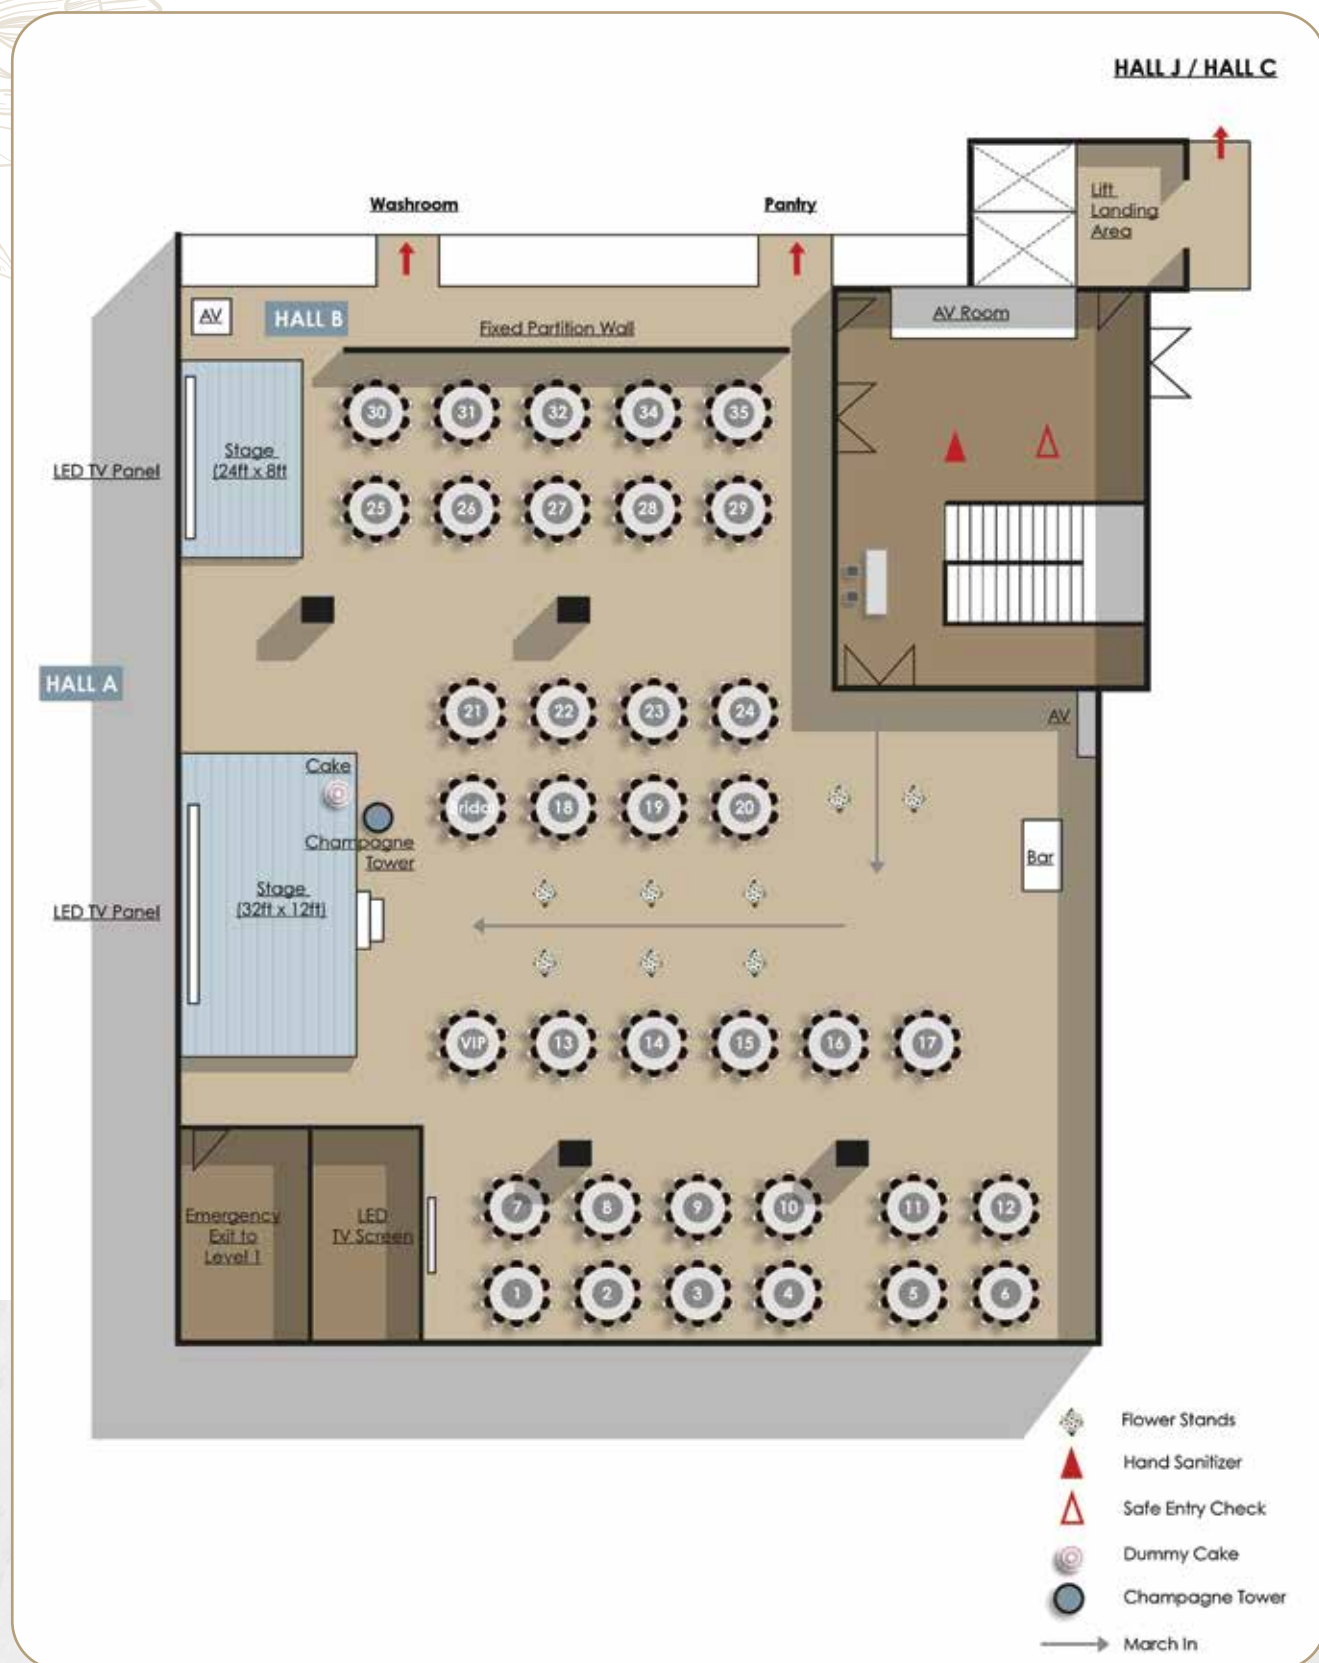 HALL J / HALL C
Lift
Landing
Area
Washroom
Pantry
AV
HALL B
Fixed Partition Wall
AV Room
30 31 32 34 35
Stage
(24ft x 8ft
LED TV Panel
25 26 27 28 29
HALL A
21 22 23 24
AV
Cake
Bridal 18 19 20
Champagne
Tower
Bar
Stage
(32ft x 12ft)
LED TV Panel
VIP 13 14 15 16 17
Emergency
Exit to
Level 1
LED
TV Screen
7 8 9 10 11 12
1 2 3 4 5 6
Flower Stands
Hand Sanitizer
Safe Entry Check
Dummy Cake
Champagne Tower
March In